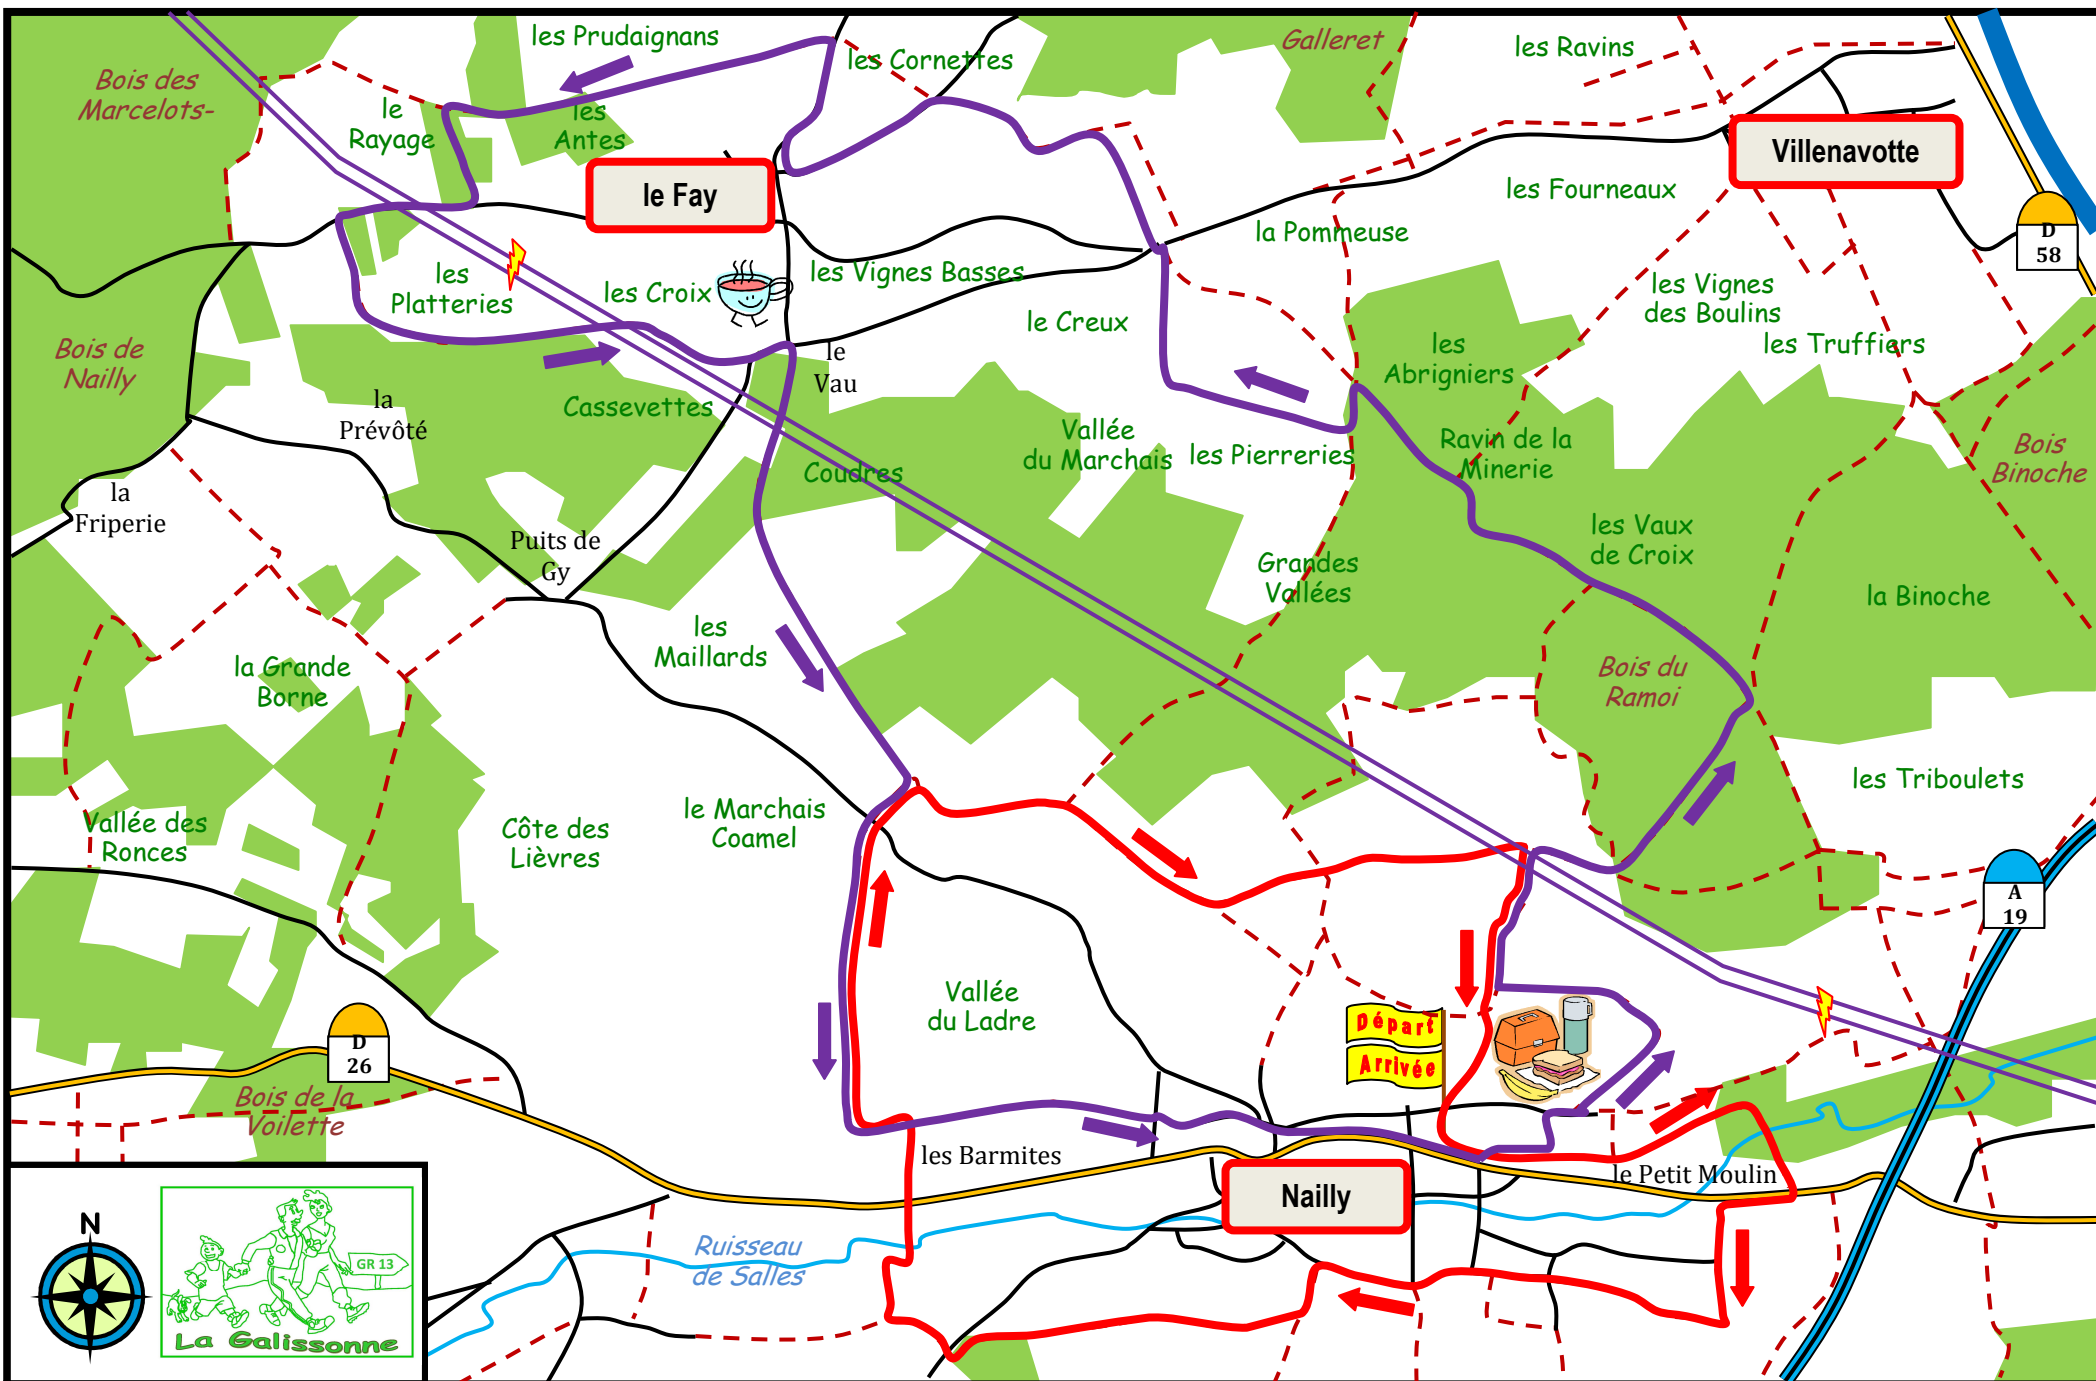 les Prudaignans
les Cornettes
Galleret
les Ravins
Bois des
Marcelots-
le
Rayage
les
Antes
le Fay
Villenavotte
les Fourneaux
la Pommeuse
D
58
les
Platteries
les Croix
les Vignes Basses
le Creux
les Vignes
des Boulins
les Truffiers
Bois de
Nailly
le
Vau
les
Abrigniers
la
Prévôté
Cassevettes
Coudres
Vallée
du Marchais
les Pierreries
Ravin de la
Minerie
Bois
Binoche
la
Friperie
Puits de
Gy
Grandes
Vallées
les Vaux
de Croix
la Binoche
les
Maillards
la Grande
Borne
Bois du
Ramoi
les Triboulets
Vallée des
Ronces
Côte des
Lièvres
le Marchais
Coamel
A
19
Vallée
du Ladre
Départ
Arrivée
D
26
Bois de la
Voilette
les Barmites
le Petit Moulin
Nailly
Ruisseau
de Salles
N
GR 13
La Galissonne